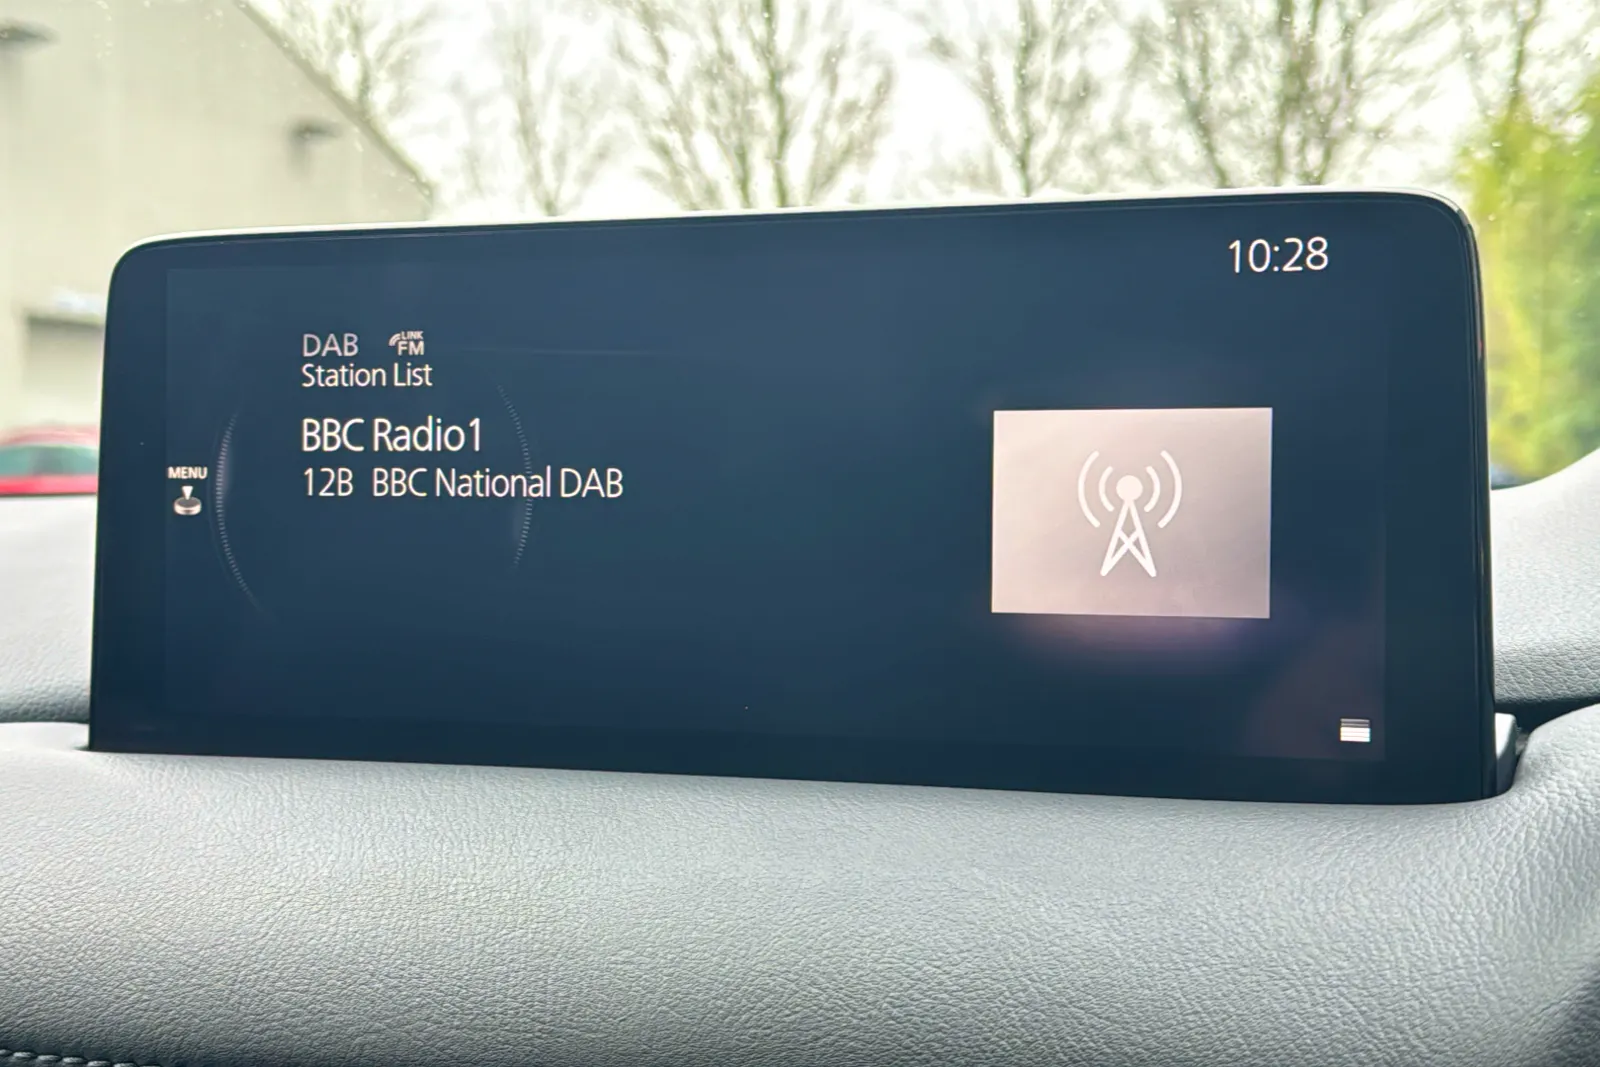 10:28
DAB LINK FM
Station List
BBC Radio1
12B BBC National DAB
MENU